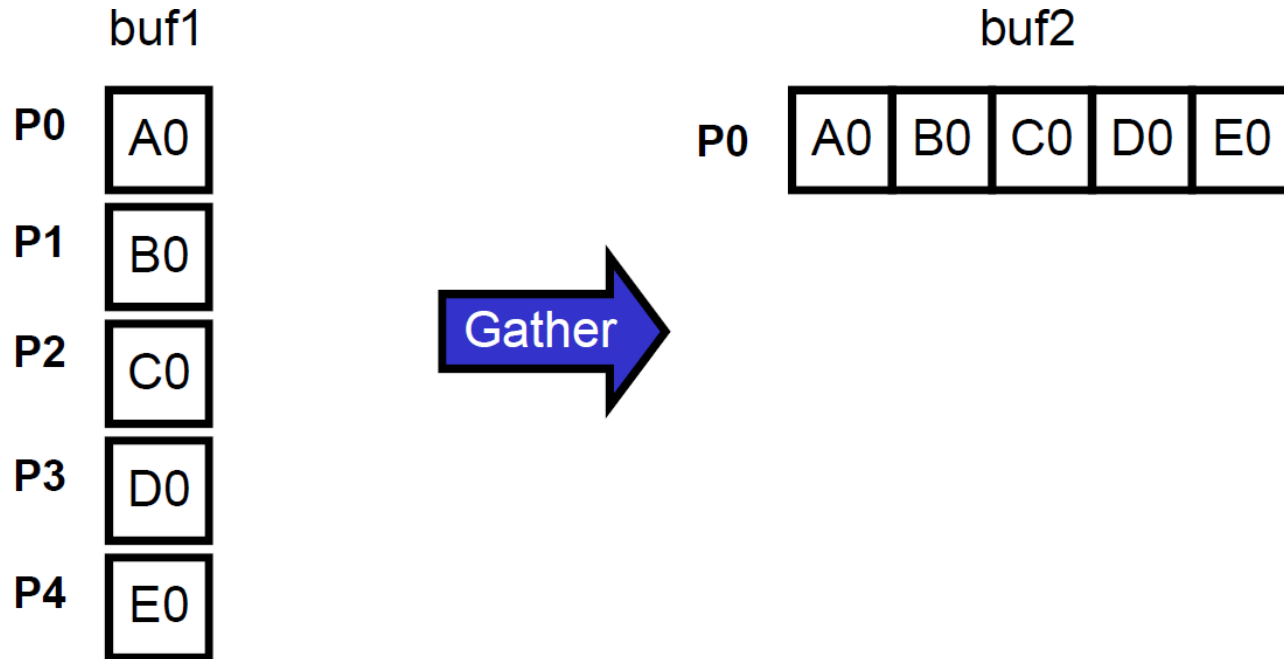 buf1 buf2
P0 A0 P0 A0 B0 C0 D0 E0
P1 B0
Gather
P2 C0
P3 D0
P4 E0